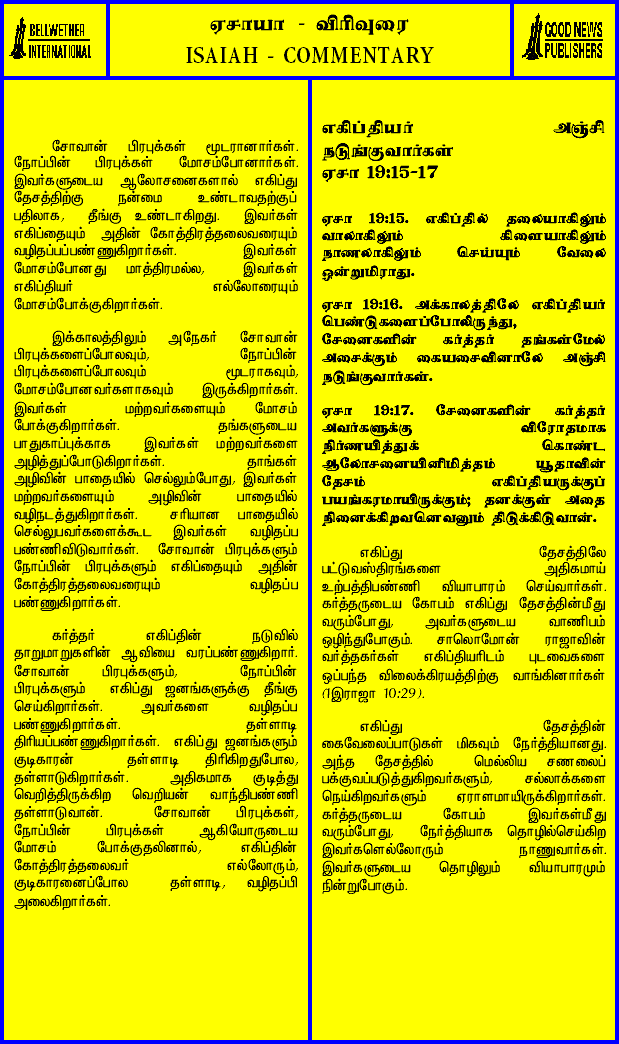 BELLWETHER
INTERNATIONAL
ஏசாயா - விரிவுரை
ISAIAH - COMMENTARY
GOOD NEWS
PUBLISHERS
சோவான் பிரபுக்கள் மூடரானார்கள்.
நோப்பின் பிரபுக்கள் மோசம்போனார்கள்.
இவர்களுடைய ஆலோசனைகளால் எகிப்து
தேசத்திற்கு நன்மை உண்டாவதற்குப்
பதிலாக, தீங்கு உண்டாகிறது. இவர்கள்
எகிப்தையும் அதின் கோத்திரத்தலைவரையும்
வழிதப்பப்பண்ணுகிறார்கள். இவர்கள்
மோசம்போனது மாத்திரமல்ல, இவர்கள்
எகிப்தியர் எல்லோரையும்
மோசம்போக்குகிறார்கள்.
இக்காலத்திலும் அநேகர் சோவான்
பிரபுக்களைப்போலவும், நோப்பின்
பிரபுக்களைப்போலவும் மூடராகவும்,
மோசம்போனவர்களாகவும் இருக்கிறார்கள்.
இவர்கள் மற்றவர்களையும் மோசம்
போக்குகிறார்கள். தங்களுடைய
பாதுகாப்புக்காக இவர்கள் மற்றவர்களை
அழித்துப்போடுகிறார்கள். தாங்கள்
அழிவின் பாதையில் செல்லும்போது, இவர்கள்
மற்றவர்களையும் அழிவின் பாதையில்
வழிநடத்துகிறார்கள். சரியான பாதையில்
செல்லுபவர்களைக்கூட இவர்கள் வழிதப்ப
பண்ணிவிடுவார்கள். சோவான் பிரபுக்களும்
நோப்பின் பிரபுக்களும் எகிப்தையும் அதின்
கோத்திரத்தலைவரையும் வழிதப்ப
பண்ணுகிறார்கள்.
கர்த்தர் எகிப்தின் நடுவில்
தாறுமாறுகளின் ஆவியை வரப்பண்ணுகிறார்.
சோவான் பிரபுக்களும், நோப்பின்
பிரபுக்களும் எகிப்து ஜனங்களுக்கு தீங்கு
செய்கிறார்கள். அவர்களை வழிதப்ப
பண்ணுகிறார்கள். தள்ளாடி
திரியப்பண்ணுகிறார்கள். எகிப்து ஜனங்களும்
குடிகாரன் தள்ளாடி திரிகிறதுபோல,
தள்ளாடுகிறார்கள். அதிகமாக குடித்து
வெறித்திருக்கிற வெறியன் வாந்திபண்ணி
தள்ளாடுவான். சோவான் பிரபுக்கள்,
நோப்பின் பிரபுக்கள் ஆகியோருடைய
மோசம் போக்குதலினால், எகிப்தின்
கோத்திரத்தலைவர் எல்லோரும்,
குடிகாரனைப்போல தள்ளாடி, வழிதப்பி
அலைகிறார்கள்.
எகிப்தியர் அஞ்சி
நடுங்குவார்கள்
ஏசா 19:15-17
ஏசா 19:15. எகிப்தில் தலையாகிலும்
வாலாகிலும் கிளையாகிலும்
நாணலாகிலும் செய்யும் வேலை
ஒன்றுமிராது.
ஏசா 19:16. அக்காலத்திலே எகிப்தியர்
பெண்டுகளைப்போலிருந்து,
சேனைகளின் கர்த்தர் தங்கள்மேல்
அசைக்கும் கையசைவினாலே அஞ்சி
நடுங்குவார்கள்.
ஏசா 19:17. சேனைகளின் கர்த்தர்
அவர்களுக்கு விரோதமாக
நிர்ணயித்துக் கொண்ட
ஆலோசனையினிமித்தம் யூதாவின்
தேசம் எகிப்தியருக்குப்
பயங்கரமாயிருக்கும்; தனக்குள் அதை
நினைக்கிறவனெவனும் திடுக்கிடுவான்.
எகிப்து தேசத்திலே
பட்டுவஸ்திரங்களை அதிகமாய்
உற்பத்திபண்ணி வியாபாரம் செய்வார்கள்.
கர்த்தருடைய கோபம் எகிப்து தேசத்தின்மீது
வரும்போது, அவர்களுடைய வாணிபம்
ஒழிந்துபோகும். சாலொமோன் ராஜாவின்
வர்த்தகர்கள் எகிப்தியரிடம் புடவைகளை
ஒப்பந்த விலைக்கிரயத்திற்கு வாங்கினார்கள்
(1இராஜா 10:29).
எகிப்து தேசத்தின்
கைவேலைப்பாடுகள் மிகவும் நேர்த்தியானது.
அந்த தேசத்தில் மெல்லிய சணலைப்
பக்குவப்படுத்துகிறவர்களும், சல்லாக்களை
நெய்கிறவர்களும் ஏராளமாயிருக்கிறார்கள்.
கர்த்தருடைய கோபம் இவர்கள்மீது
வரும்போது, நேர்த்தியாக தொழில்செய்கிற
இவர்களெல்லோரும் நாணுவார்கள்.
இவர்களுடைய தொழிலும் வியாபாரமும்
நின்றுபோகும்.